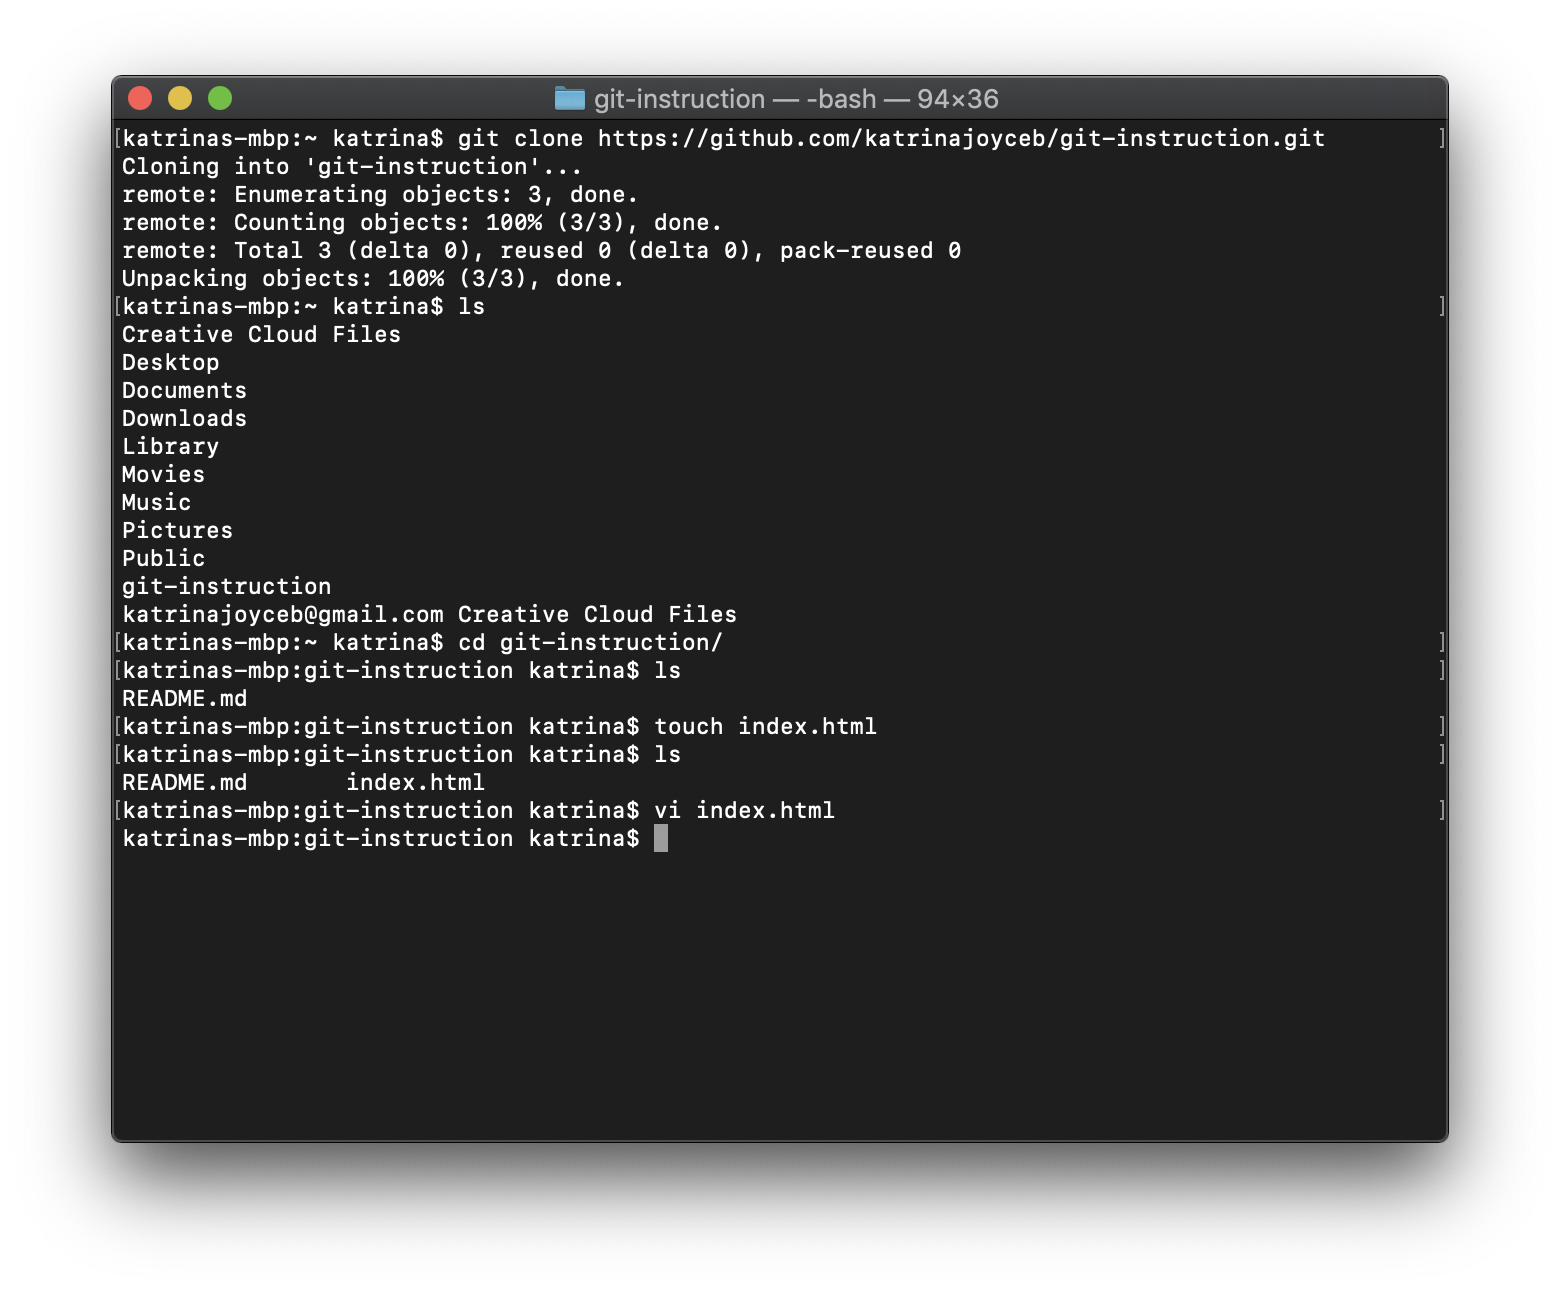 git-instruction — -bash — 94×36
[katrinas-mbp:~ katrina$ git clone https://github.com/katrinajoyceb/git-instruction.git ]
Cloning into 'git-instruction'...
remote: Enumerating objects: 3, done.
remote: Counting objects: 100% (3/3), done.
remote: Total 3 (delta 0), reused 0 (delta 0), pack-reused 0
Unpacking objects: 100% (3/3), done.
[katrinas-mbp:~ katrina$ ls ]
Creative Cloud Files
Desktop
Documents
Downloads
Library
Movies
Music
Pictures
Public
git-instruction
katrinajoyceb@gmail.com Creative Cloud Files
[katrinas-mbp:~ katrina$ cd git-instruction/ ]
[katrinas-mbp:git-instruction katrina$ ls ]
README.md
[katrinas-mbp:git-instruction katrina$ touch index.html ]
[katrinas-mbp:git-instruction katrina$ ls ]
README.md index.html
[katrinas-mbp:git-instruction katrina$ vi index.html ]
katrinas-mbp:git-instruction katrina$